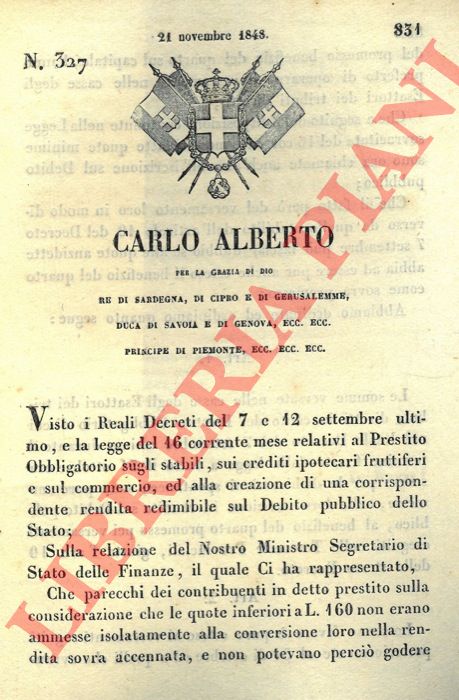 21 novembre 1848.
831
N. 327
CARLO ALBERTO
PER LA GRAZIA DI DIO
RE DI SARDEGNA, DI CIPRO E DI GERUSALEMME,
DUCA DI SAVOIA E DI GENOVA, ECC. ECC.
PRINCIPE DI PIEMONTE, ECC. ECC. ECC.
Visto i Reali Decreti del 7 e 12 settembre ulti-
mo, e la legge del 16 corrente mese relativi al Prestito
Obbligatorio sugli stabili, sui crediti ipotecari fruttiferi
e sul commercio, ed alla creazione di una corrispon-
dente rendita redimibile sul Debito pubblico dello
Stato;
Sulla relazione del Nostro Ministro Segretario di
Stato delle Finanze, il quale Ci ha rappresentato,
Che parecchi dei contribuenti in detto prestito sulla
considerazione che le quote inferiori a L. 160 non erano
ammesse isolatamente alla conversione loro nella ren-
dita sovra accennata, e non potevano perciò godere
LIBRERIA PIANI